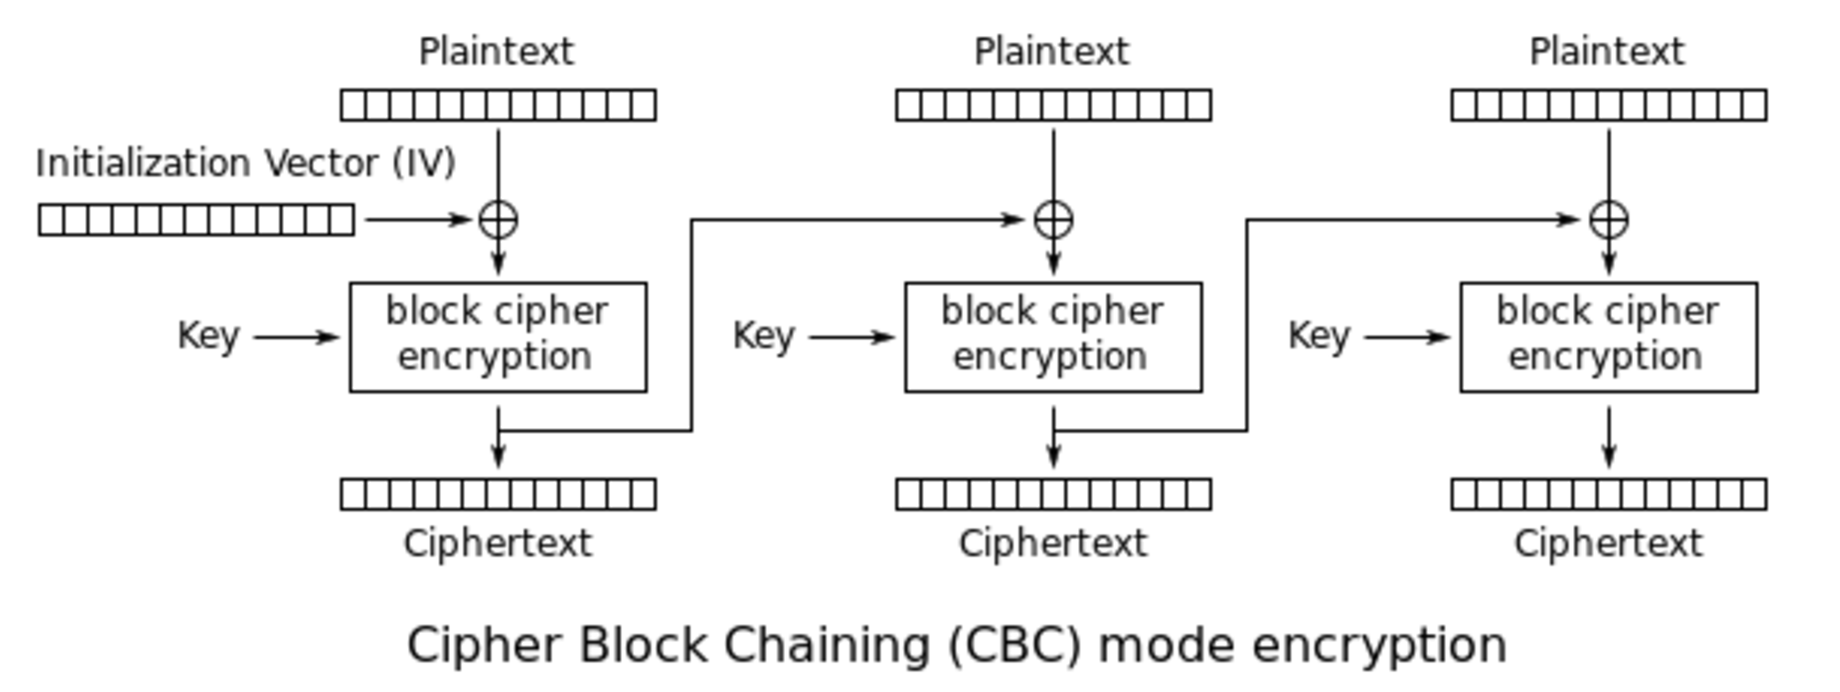 Plaintext
Plaintext
Plaintext
Initialization Vector (IV)
Key
block cipher
encryption
Key
block cipher
encryption
Key
block cipher
encryption
Ciphertext
Ciphertext
Ciphertext
Cipher Block Chaining (CBC) mode encryption